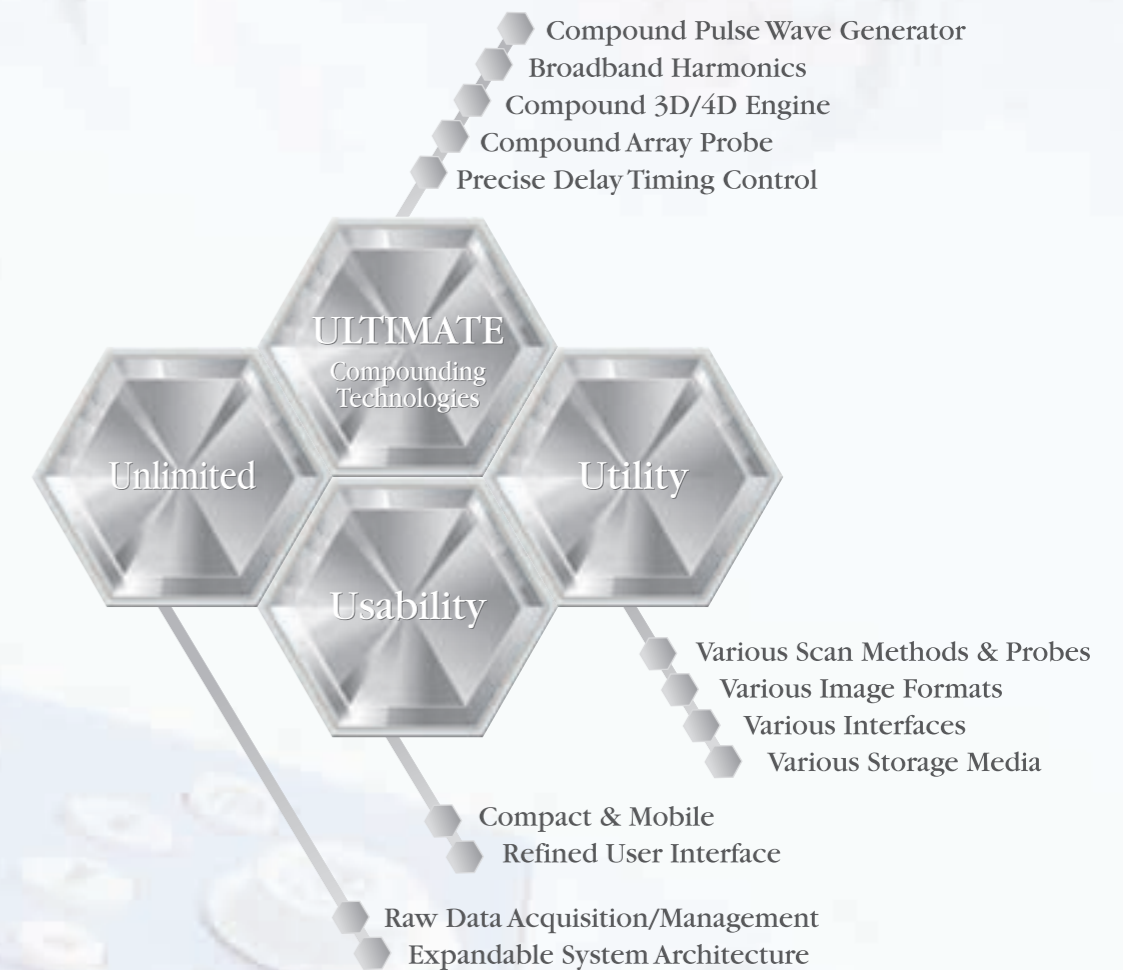 Compound Pulse Wave Generator
Broadband Harmonics
Compound 3D/4D Engine
Compound Array Probe
Precise Delay Timing Control
ULTIMATE
Compounding
Technologies
Unlimited
Utility
Usability
Various Scan Methods & Probes
Various Image Formats
Various Interfaces
Various Storage Media
Compact & Mobile
Refined User Interface
Raw Data Acquisition/Management
Expandable System Architecture